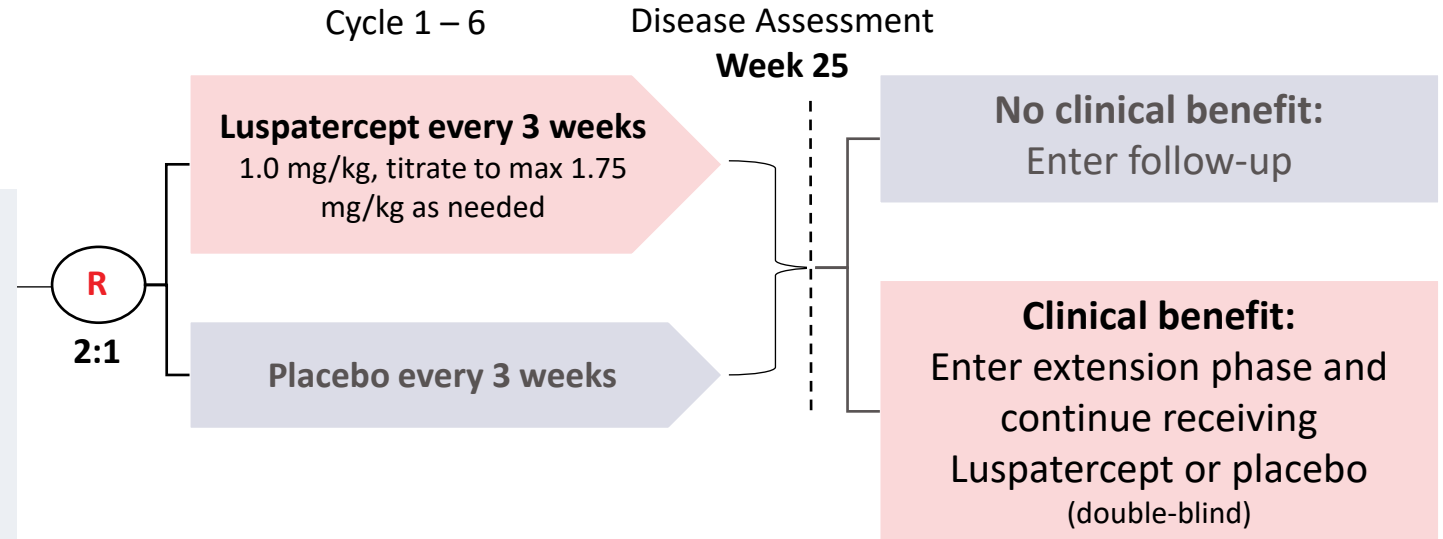 Cycle 1 – 6
Disease Assessment
Week 25
Luspatercept every 3 weeks
1.0 mg/kg, titrate to max 1.75
mg/kg as needed
R
2:1
Placebo every 3 weeks
No clinical benefit:
Enter follow-up
Clinical benefit:
Enter extension phase and
continue receiving
Luspatercept or placebo
(double-blind)